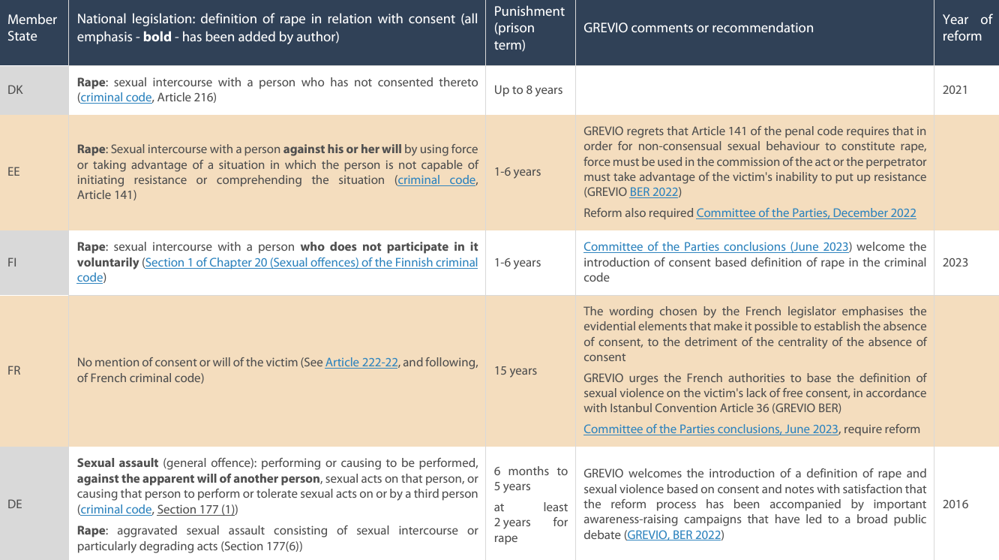 Member
State
National legislation: definition of rape in relation with consent (all
emphasis - bold - has been added by author)
Punishment
(prison
term)
GREVIO comments or recommendation
Year of
reform
DK
Rape: sexual intercourse with a person who has not consented thereto
(criminal code, Article 216)
Up to 8 years
2021
EE
Rape: Sexual intercourse with a person against his or her will by using force
or taking advantage of a situation in which the person is not capable of
initiating resistance or comprehending the situation (criminal code,
Article 141)
1-6 years
GREVIO regrets that Article 141 of the penal code requires that in
order for non-consensual sexual behaviour to constitute rape,
force must be used in the commission of the act or the perpetrator
must take advantage of the victim's inability to put up resistance
(GREVIO BER 2022)
Reform also required Committee of the Parties, December 2022
FI
Rape: sexual intercourse with a person who does not participate in it
voluntarily (Section 1 of Chapter 20 (Sexual offences) of the Finnish criminal
code)
1-6 years
Committee of the Parties conclusions (June 2023) welcome the
introduction of consent based definition of rape in the criminal
code
2023
FR
No mention of consent or will of the victim (See Article 222-22, and following,
of French criminal code)
15 years
The wording chosen by the French legislator emphasises the
evidential elements that make it possible to establish the absence
of consent, to the detriment of the centrality of the absence of
consent
GREVIO urges the French authorities to base the definition of
sexual violence on the victim's lack of free consent, in accordance
with Istanbul Convention Article 36 (GREVIO BER)
Committee of the Parties conclusions, June 2023, require reform
DE
Sexual assault (general offence): performing or causing to be performed,
against the apparent will of another person, sexual acts on that person, or
causing that person to perform or tolerate sexual acts on or by a third person
(criminal code, Section 177 (1))
Rape: aggravated sexual assault consisting of sexual intercourse or
particularly degrading acts (Section 177(6))
6 months to
5 years
at least
2 years for
rape
GREVIO welcomes the introduction of a definition of rape and
sexual violence based on consent and notes with satisfaction that
the reform process has been accompanied by important
awareness-raising campaigns that have led to a broad public
debate (GREVIO, BER 2022)
2016